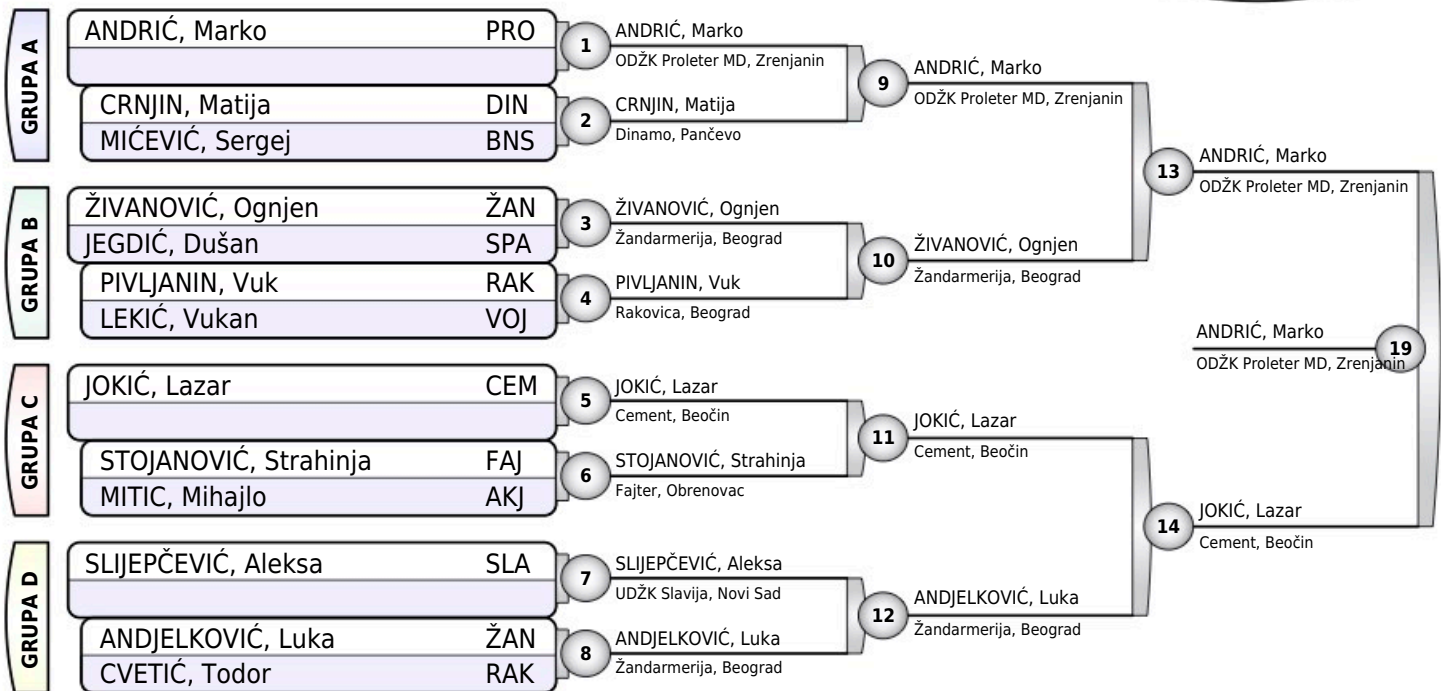 GRUPA A
ANDRIĆ, Marko PRO
CRNJIN, Matija DIN
MIĆEVIĆ, Sergej BNS
GRUPA B
ŽIVANOVIĆ, Ognjen ŽAN
JEGDIĆ, Dušan SPA
PIVLJANIN, Vuk RAK
LEKIĆ, Vukan VOJ
GRUPA C
JOKIĆ, Lazar CEM
STOJANOVIĆ, Strahinja FAJ
MITIC, Mihajlo AKJ
GRUPA D
SLIJEPČEVIĆ, Aleksa SLA
ANDJELKOVIĆ, Luka ŽAN
CVETIĆ, Todor RAK
1
ANDRIĆ, Marko
ODŽK Proleter MD, Zrenjanin
2
CRNJIN, Matija
Dinamo, Pančevo
3
ŽIVANOVIĆ, Ognjen
Žandarmerija, Beograd
4
PIVLJANIN, Vuk
Rakovica, Beograd
5
JOKIĆ, Lazar
Cement, Beočin
6
STOJANOVIĆ, Strahinja
Fajter, Obrenovac
7
SLIJEPČEVIĆ, Aleksa
UDŽK Slavija, Novi Sad
8
ANDJELKOVIĆ, Luka
Žandarmerija, Beograd
9
ANDRIĆ, Marko
ODŽK Proleter MD, Zrenjanin
10
ŽIVANOVIĆ, Ognjen
Žandarmerija, Beograd
11
JOKIĆ, Lazar
Cement, Beočin
12
ANDJELKOVIĆ, Luka
Žandarmerija, Beograd
13
ANDRIĆ, Marko
ODŽK Proleter MD, Zrenjanin
14
JOKIĆ, Lazar
Cement, Beočin
ANDRIĆ, Marko
ODŽK Proleter MD, Zrenjanin
19